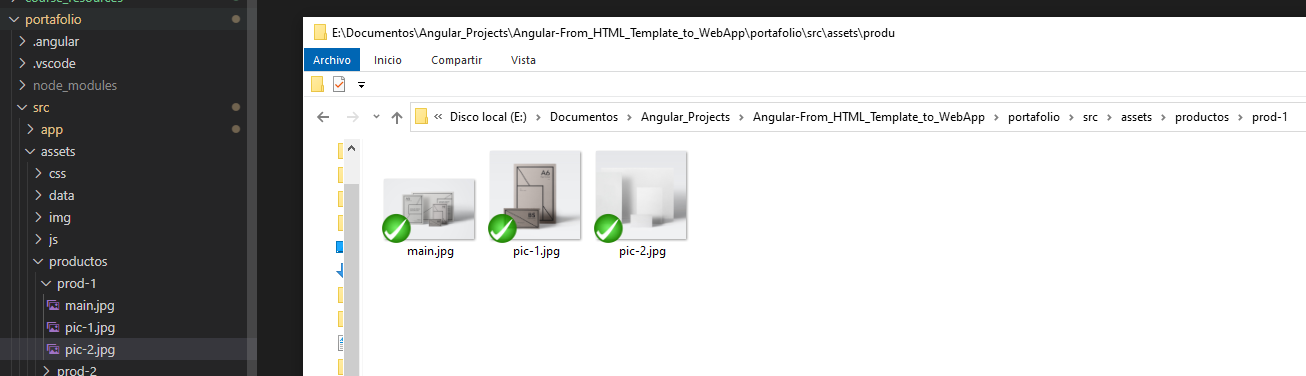 course_resources
portafolio
.angular
.vscode
node_modules
src
app
assets
css
data
img
js
productos
prod-1
main.jpg
pic-1.jpg
pic-2.jpg
prod-2
E:\Documentos\Angular_Projects\Angular-From_HTML_Template_to_WebApp\portafolio\src\assets\produ
Archivo Inicio Compartir Vista
« Disco local (E:) > Documentos > Angular_Projects > Angular-From_HTML_Template_to_WebApp > portafolio > src > assets > productos > prod-1
A6
B5
main.jpg pic-1.jpg pic-2.jpg